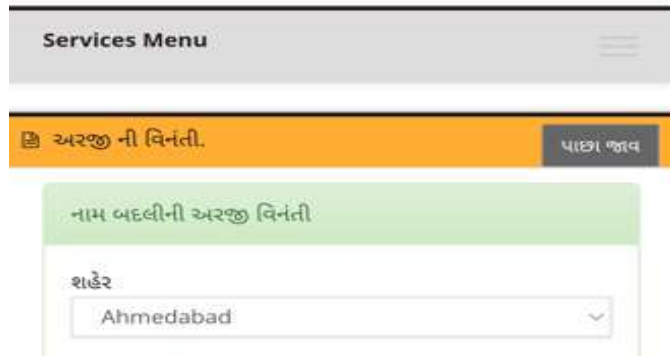 Services Menu
અરજી ની વિનંતી.
પાછા જાવ
નામ બદલીની અરજી વિનંતી
શહેર
Ahmedabad